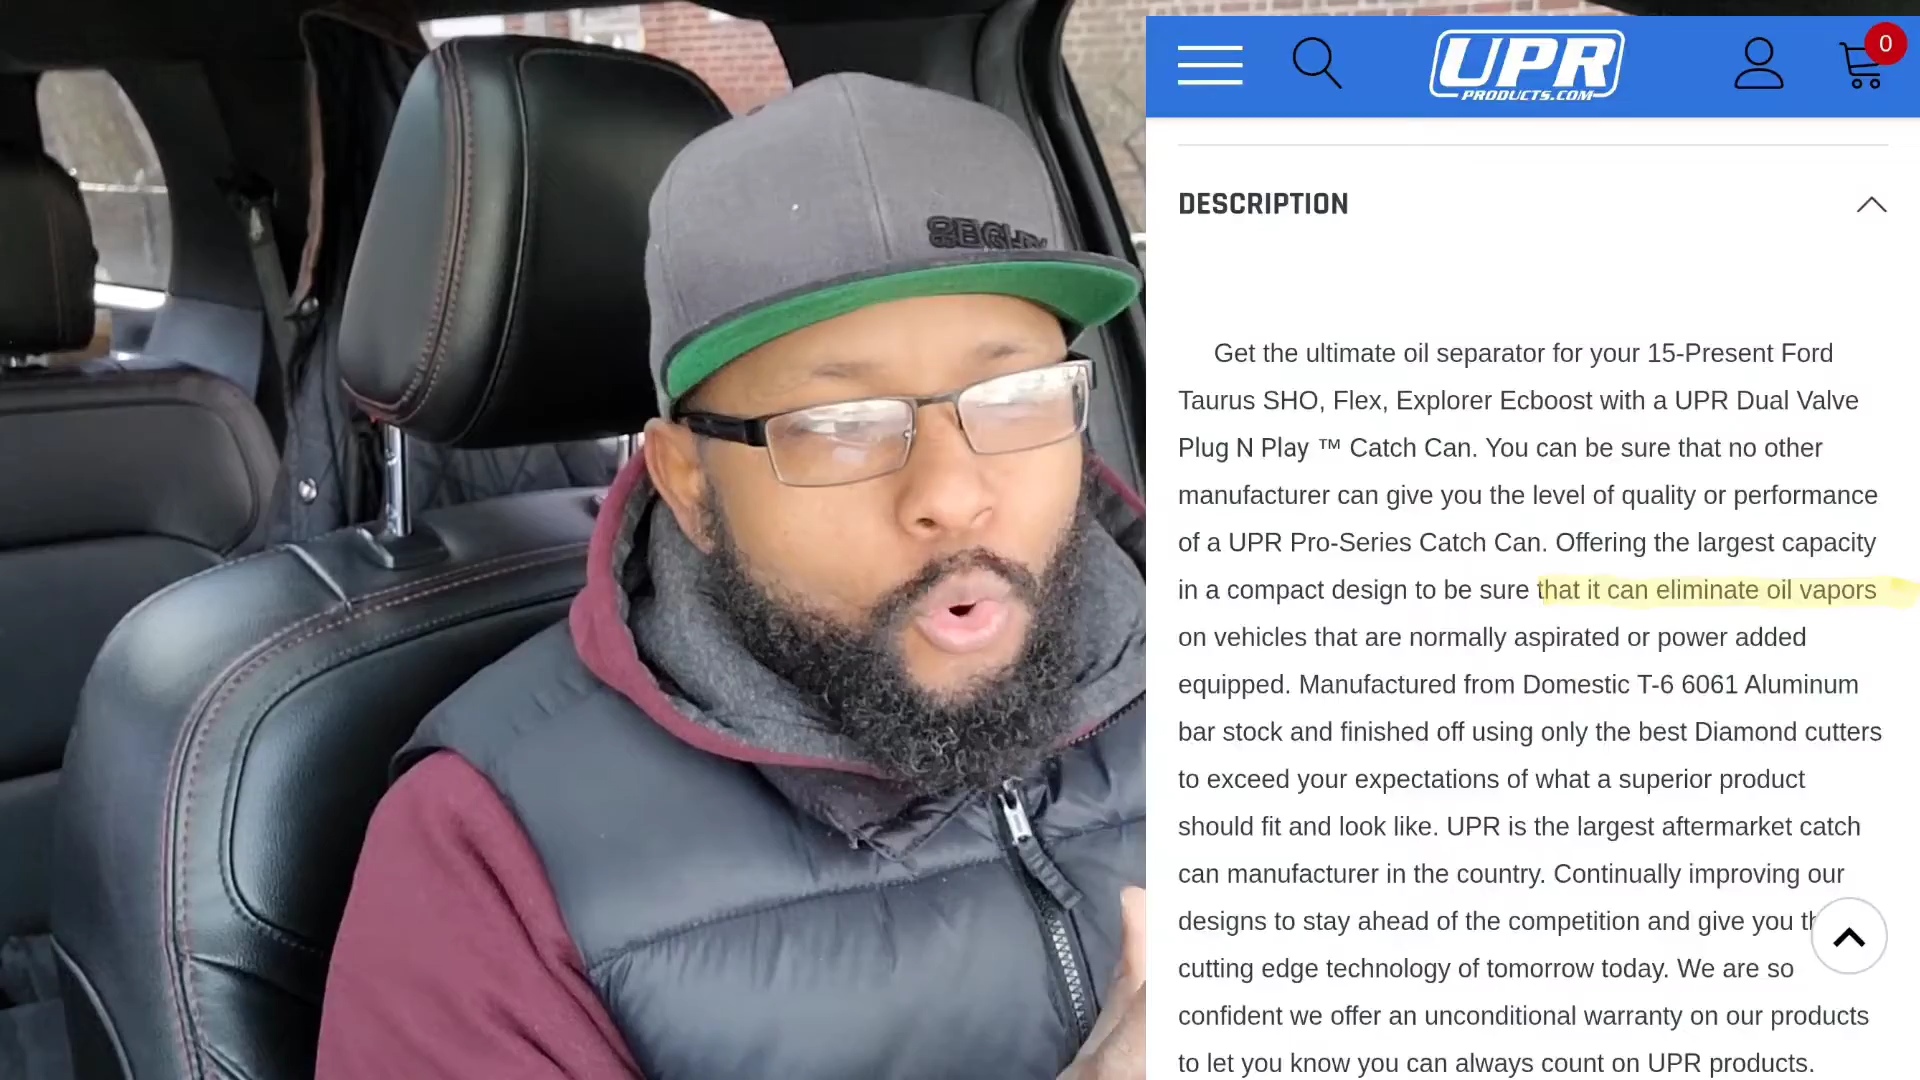 UPR
PRODUCTS.COM
0
DESCRIPTION
Get the ultimate oil separator for your 15-Present Ford
Taurus SHO, Flex, Explorer Ecboost with a UPR Dual Valve
Plug N Play ™ Catch Can. You can be sure that no other
manufacturer can give you the level of quality or performance
of a UPR Pro-Series Catch Can. Offering the largest capacity
in a compact design to be sure that it can eliminate oil vapors
on vehicles that are normally aspirated or power added
equipped. Manufactured from Domestic T-6 6061 Aluminum
bar stock and finished off using only the best Diamond cutters
to exceed your expectations of what a superior product
should fit and look like. UPR is the largest aftermarket catch
can manufacturer in the country. Continually improving our
designs to stay ahead of the competition and give you
cutting edge technology of tomorrow today. We are so
confident we offer an unconditional warranty on our products
to let you know you can always count on UPR products.